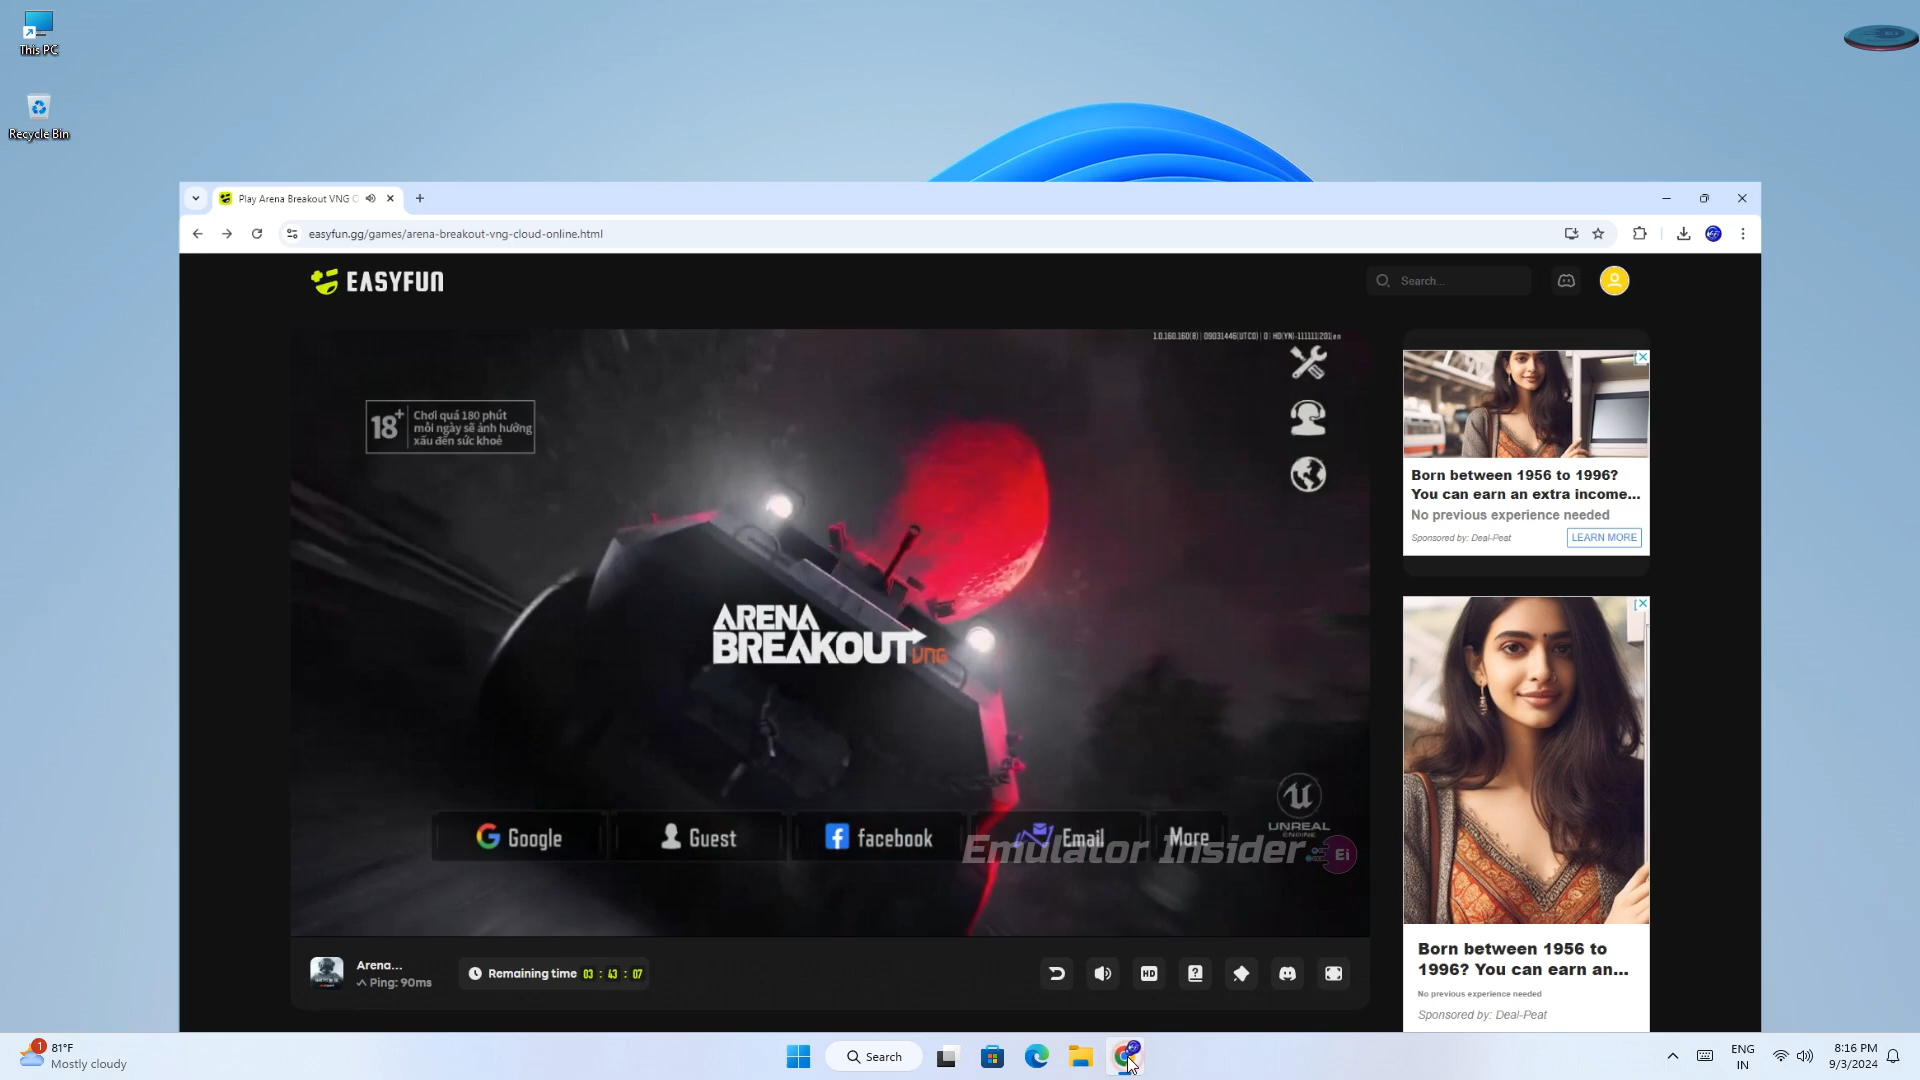 This PC
Recycle Bin
Play Arena Breakout VNG
easyfun.gg/games/arena-breakout-vng-cloud-online.html
EASYFUN
Search...
18+
Chơi quá 180 phút
mỗi ngày sẽ ảnh hưởng
xấu đến sức khoẻ
ARENA
BREAKOUT VNG
Google
Guest
facebook
Email
More
UNREAL
ENGINE
Emulator Insider
Ei
Arena...
Ping: 90ms
Remaining time 03 : 43 : 07
HD
Born between 1956 to 1996?
You can earn an extra income...
No previous experience needed
Sponsored by: Deal-Peat
LEARN MORE
Born between 1956 to
1996? You can earn an...
No previous experience needed
Sponsored by: Deal-Peat
1
81°F
Mostly cloudy
Search
ENG
IN
8:16 PM
9/3/2024